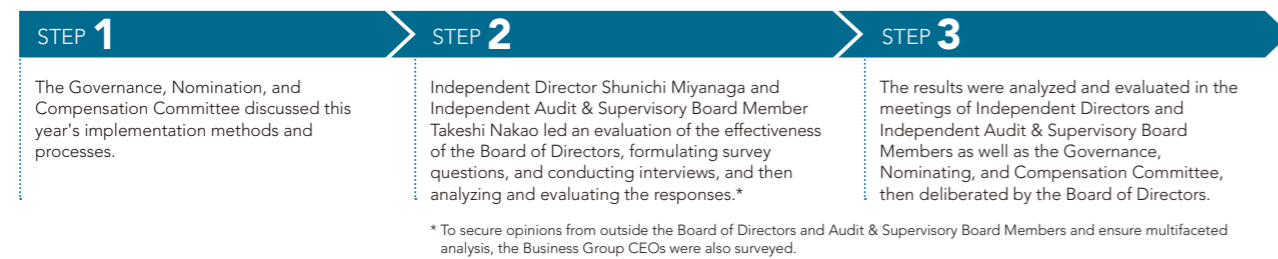 STEP 1
The Governance, Nomination, and
Compensation Committee discussed this
year's implementation methods and
processes.
STEP 2
Independent Director Shunichi Miyanaga and
Independent Audit & Supervisory Board Member
Takeshi Nakao led an evaluation of the effectiveness
of the Board of Directors, formulating survey
questions, and conducting interviews, and then
analyzing and evaluating the responses.*
STEP 3
The results were analyzed and evaluated in the
meetings of Independent Directors and
Independent Audit & Supervisory Board
Members as well as the Governance,
Nominating, and Compensation Committee,
then deliberated by the Board of Directors.
* To secure opinions from outside the Board of Directors and Audit & Supervisory Board Members and ensure multifaceted
analysis, the Business Group CEOs were also surveyed.